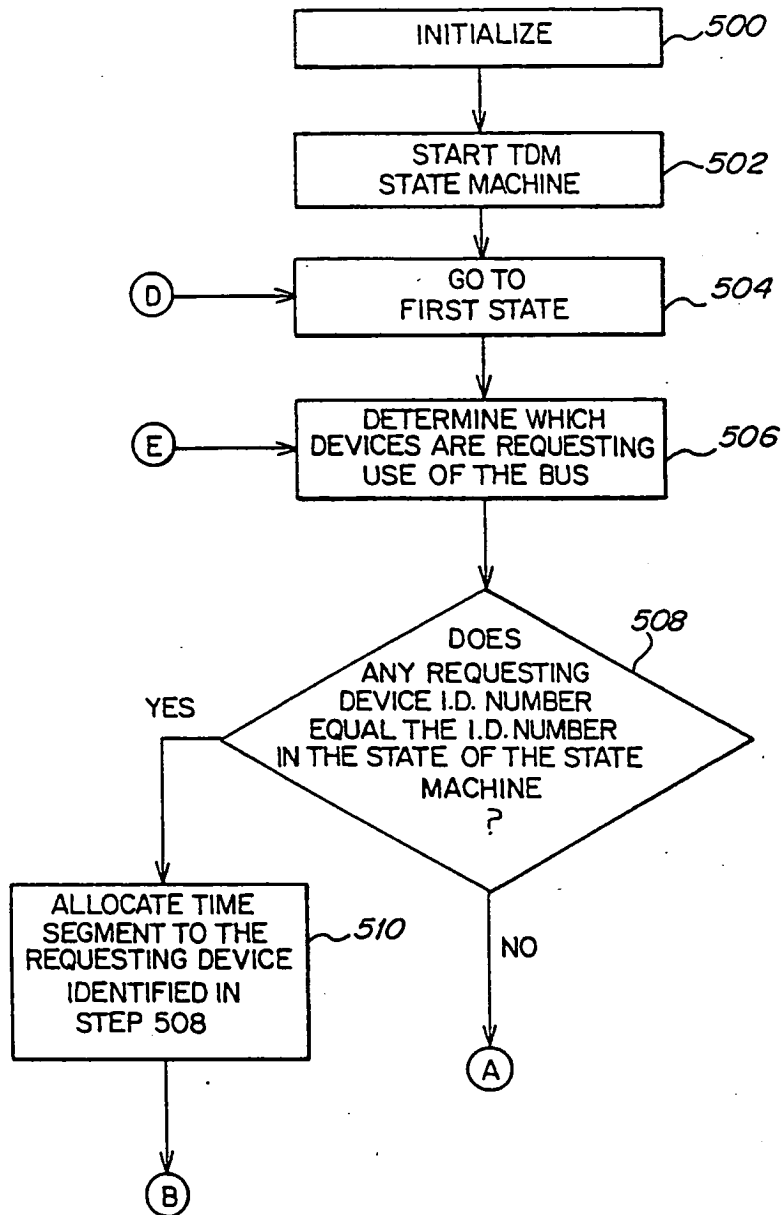 INITIALIZE
500
START TDM
STATE MACHINE
502
D
GO TO
FIRST STATE
504
E
DETERMINE WHICH
DEVICES ARE REQUESTING
USE OF THE BUS
506
DOES
ANY REQUESTING
DEVICE I.D. NUMBER
EQUAL THE I.D. NUMBER
IN THE STATE OF THE STATE
MACHINE
?
508
YES
ALLOCATE TIME
SEGMENT TO THE
REQUESTING DEVICE
IDENTIFIED IN
STEP 508
510
NO
A
B